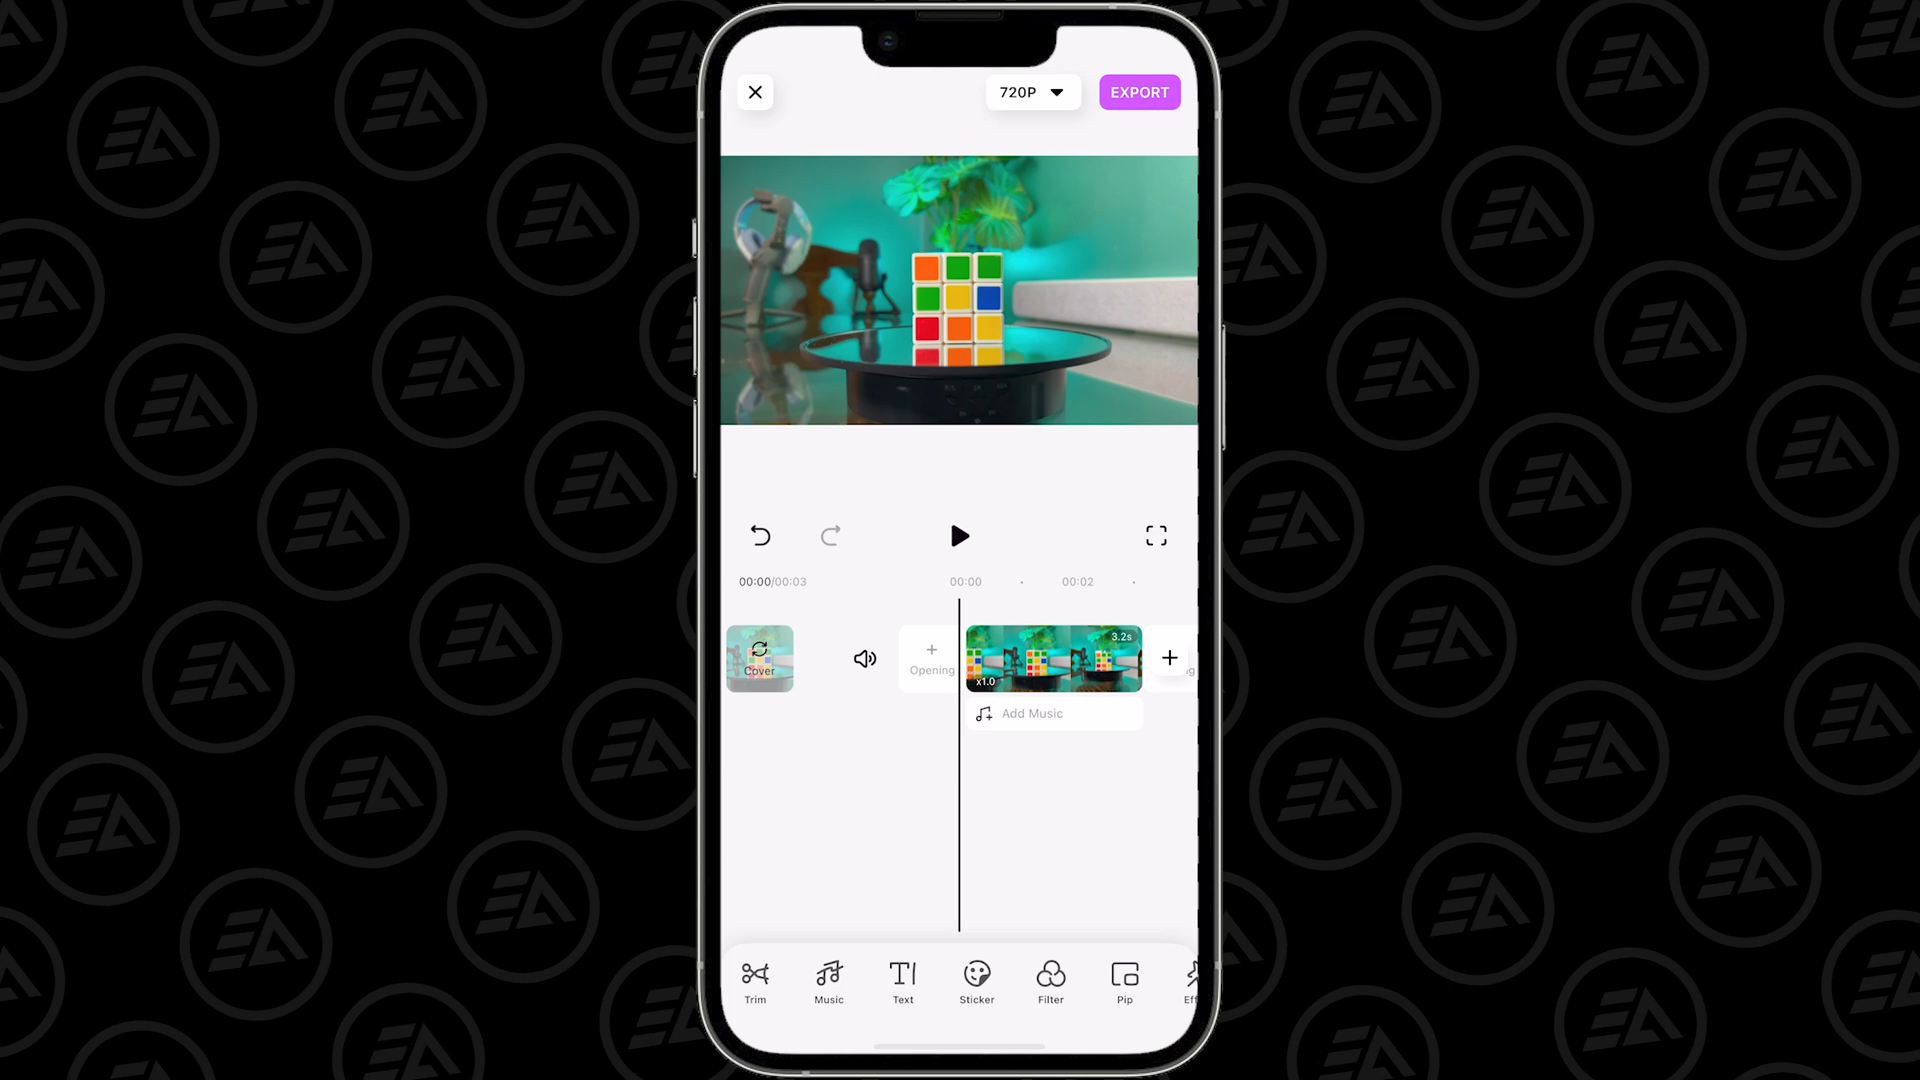 720P
EXPORT
00:00/00:03
00:00
00:02
Cover
+
Opening
3.2s
x1.0
Add Music
Trim
Music
Text
Sticker
Filter
Pip
Eff